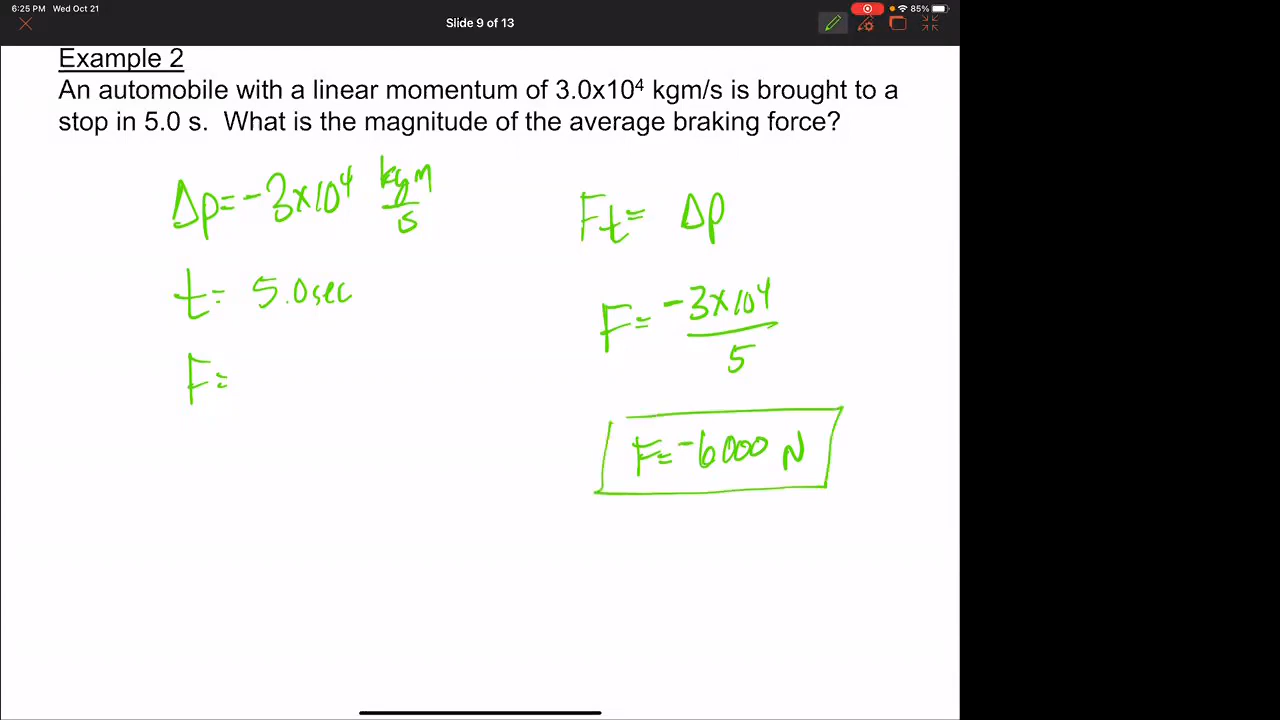 6:25 PM Wed Oct 21
85%
Slide 9 of 13
Example 2
An automobile with a linear momentum of 3.0x10⁴ kgm/s is brought to a
stop in 5.0 s. What is the magnitude of the average braking force?
Δp = -3x10⁴ kgm/s
t = 5.0 sec
F =
Ft = Δp
F = -3x10⁴/5
F = -6000 N